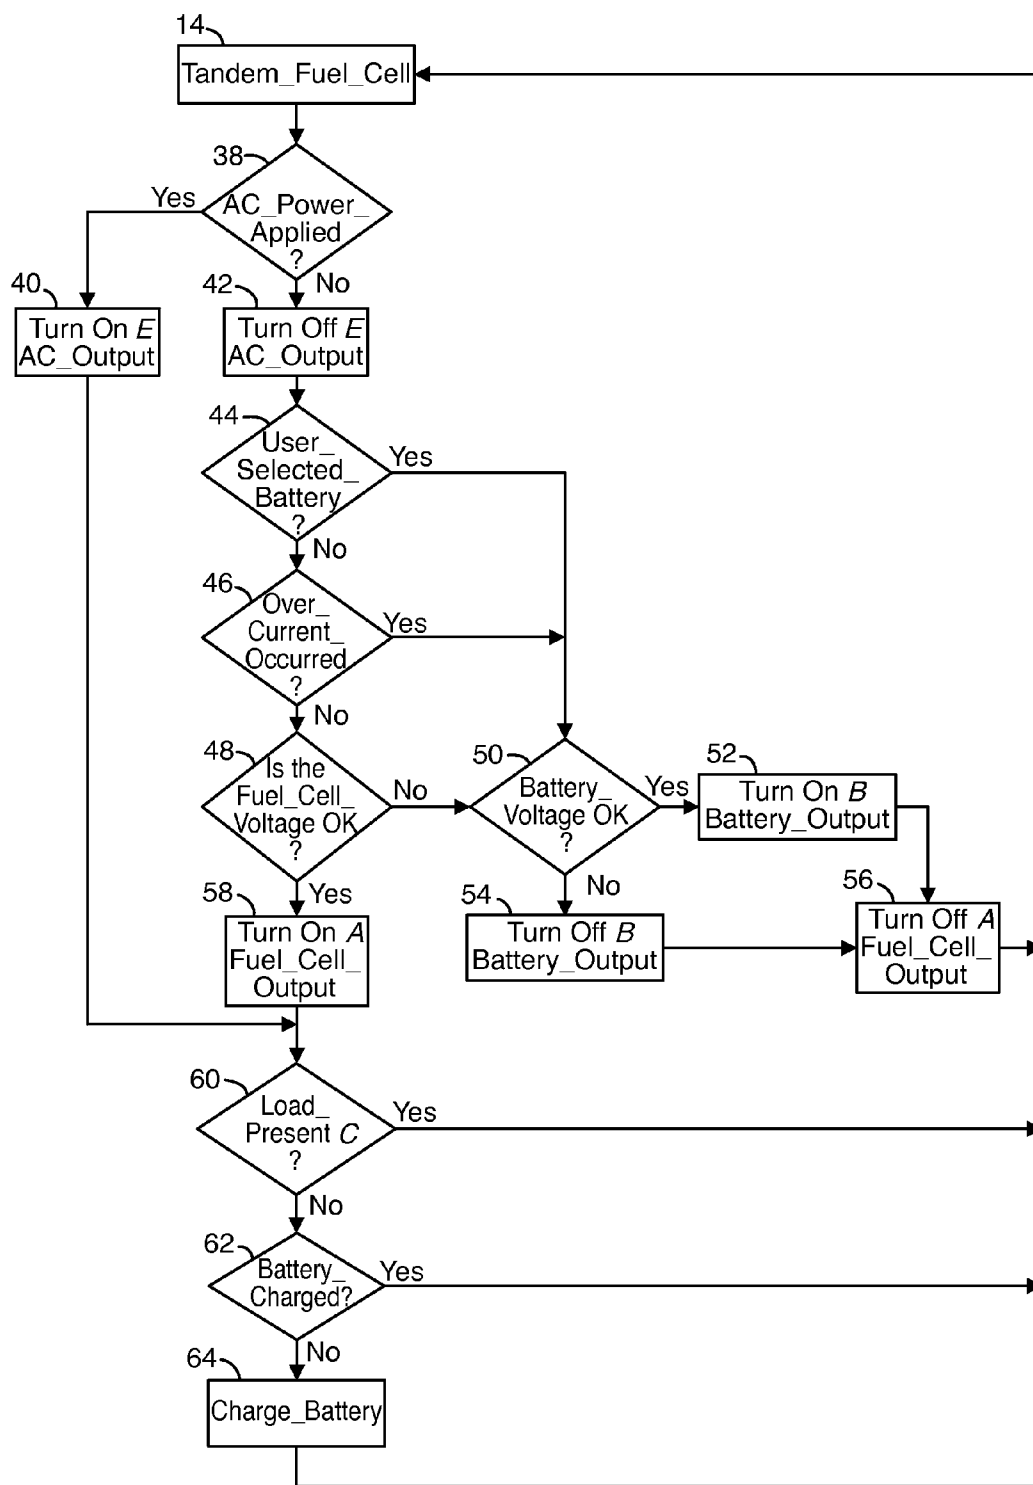 14
Tandem_Fuel_Cell
38
Yes
AC_Power_
Applied
?
No
40
Turn On E
AC_Output
42
Turn Off E
AC_Output
44
User_
Selected_
Battery
?
Yes
No
46
Over_
Current_
Occurred
?
Yes
No
48
Is the
Fuel_Cell_
Voltage OK
?
No
Yes
50
Battery_
Voltage OK
?
Yes
No
52
Turn On B
Battery_Output
54
Turn Off B
Battery_Output
56
Turn Off A
Fuel_Cell_
Output
58
Turn On A
Fuel_Cell_
Output
60
Load_
Present C
?
Yes
No
62
Battery_
Charged?
Yes
No
64
Charge_Battery